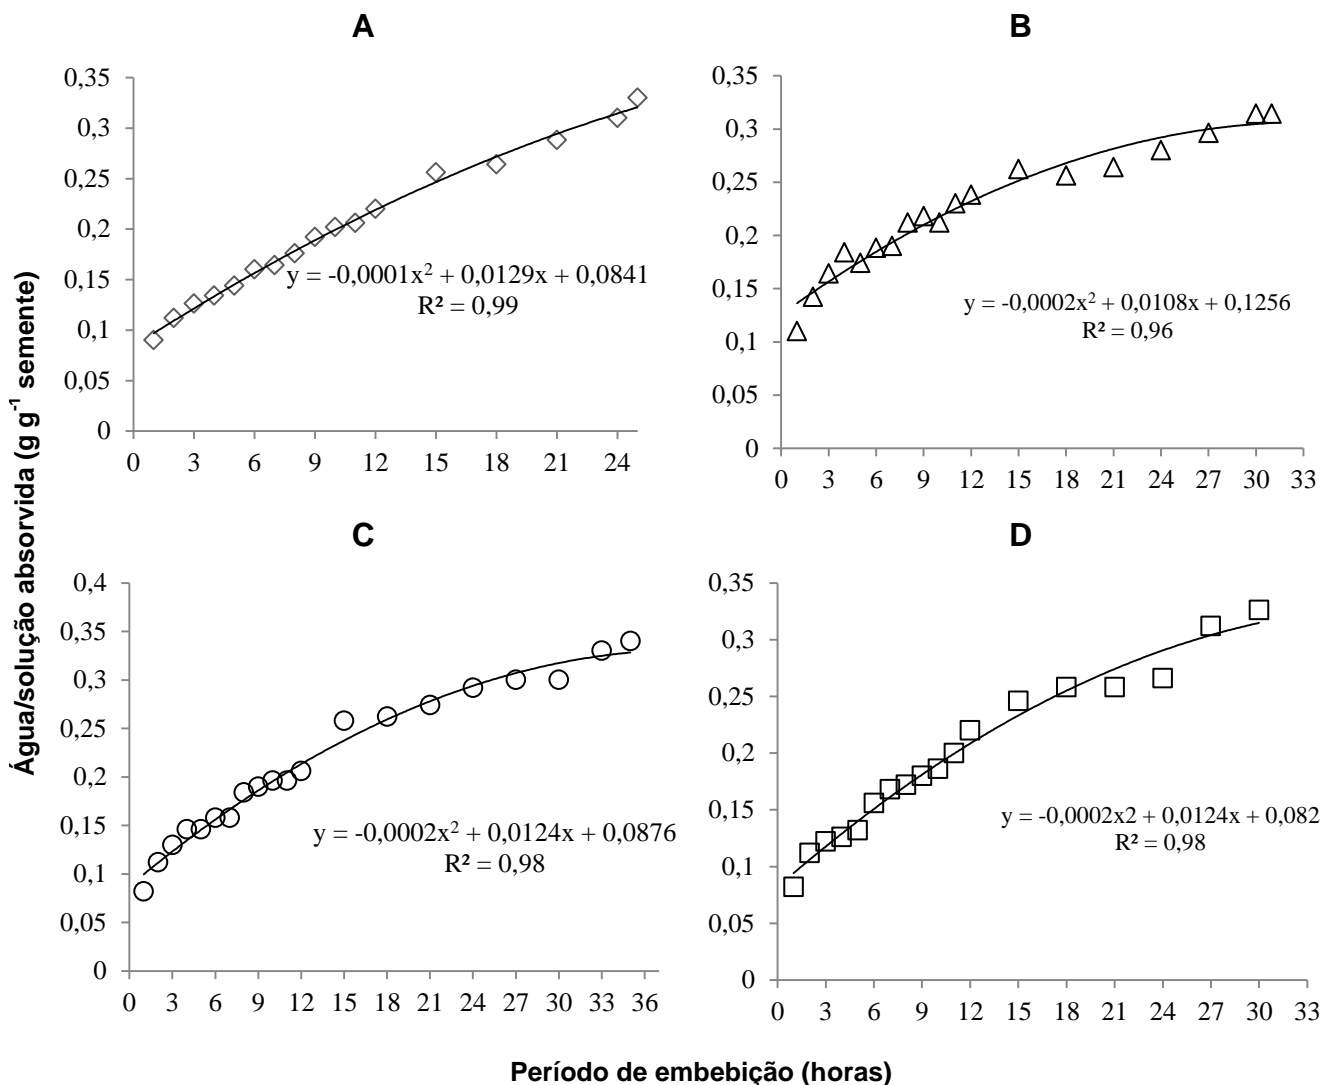 A
B
0,35
0,3
0,25
0,2
0,15
0,1
0,05
0
0 3 6 9 12 15 18 21 24
y = -0,0001x² + 0,0129x + 0,0841
R² = 0,99
0,35
0,3
0,25
0,2
0,15
0,1
0,05
0
0 3 6 9 12 15 18 21 24 27 30 33
y = -0,0002x² + 0,0108x + 0,1256
R² = 0,96
Água/solução absorvida (g g⁻¹ semente)
C
D
0,4
0,35
0,3
0,25
0,2
0,15
0,1
0,05
0
0 3 6 9 12 15 18 21 24 27 30 33 36
y = -0,0002x² + 0,0124x + 0,0876
R² = 0,98
0,35
0,3
0,25
0,2
0,15
0,1
0,05
0
0 3 6 9 12 15 18 21 24 27 30 33
y = -0,0002x2 + 0,0124x + 0,082
R² = 0,98
Período de embebição (horas)